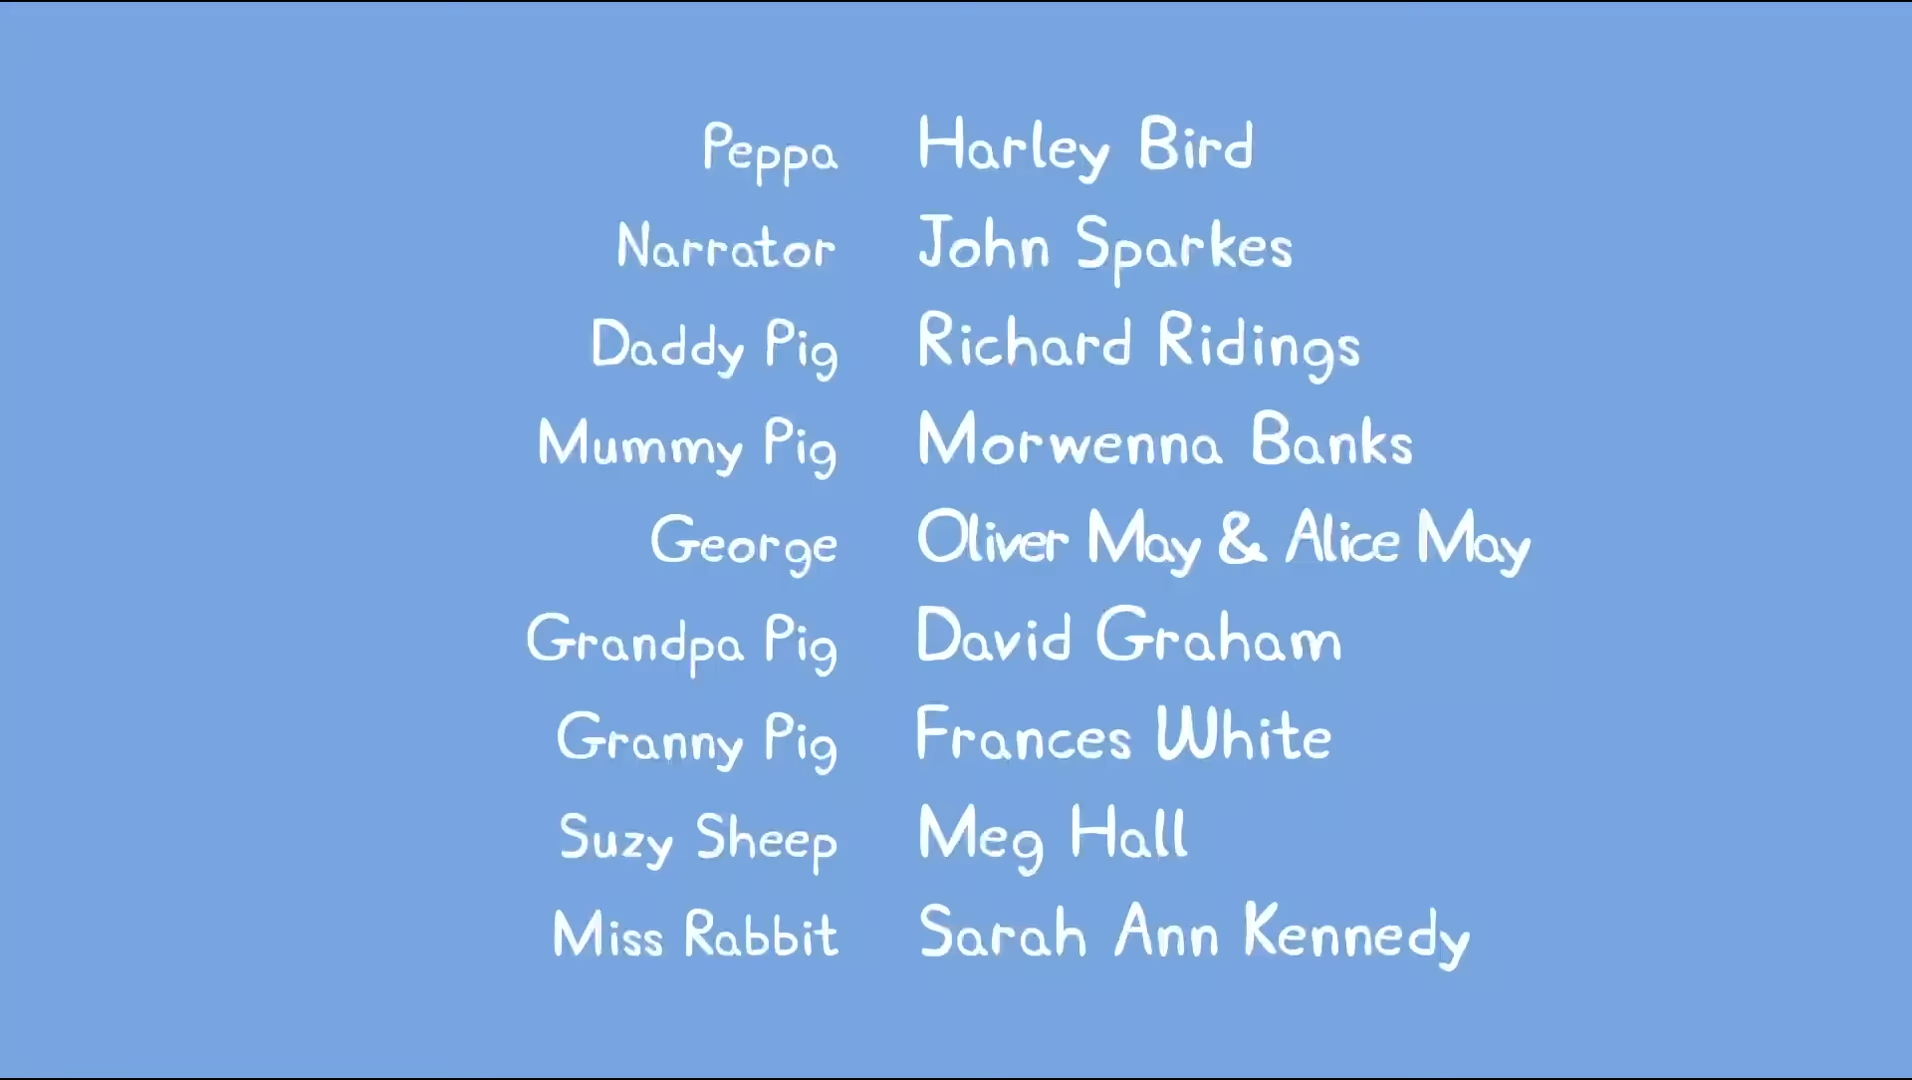 Peppa Harley Bird
Narrator John Sparkes
Daddy Pig Richard Ridings
Mummy Pig Morwenna Banks
George Oliver May & Alice May
Grandpa Pig David Graham
Granny Pig Frances White
Suzy Sheep Meg Hall
Miss Rabbit Sarah Ann Kennedy